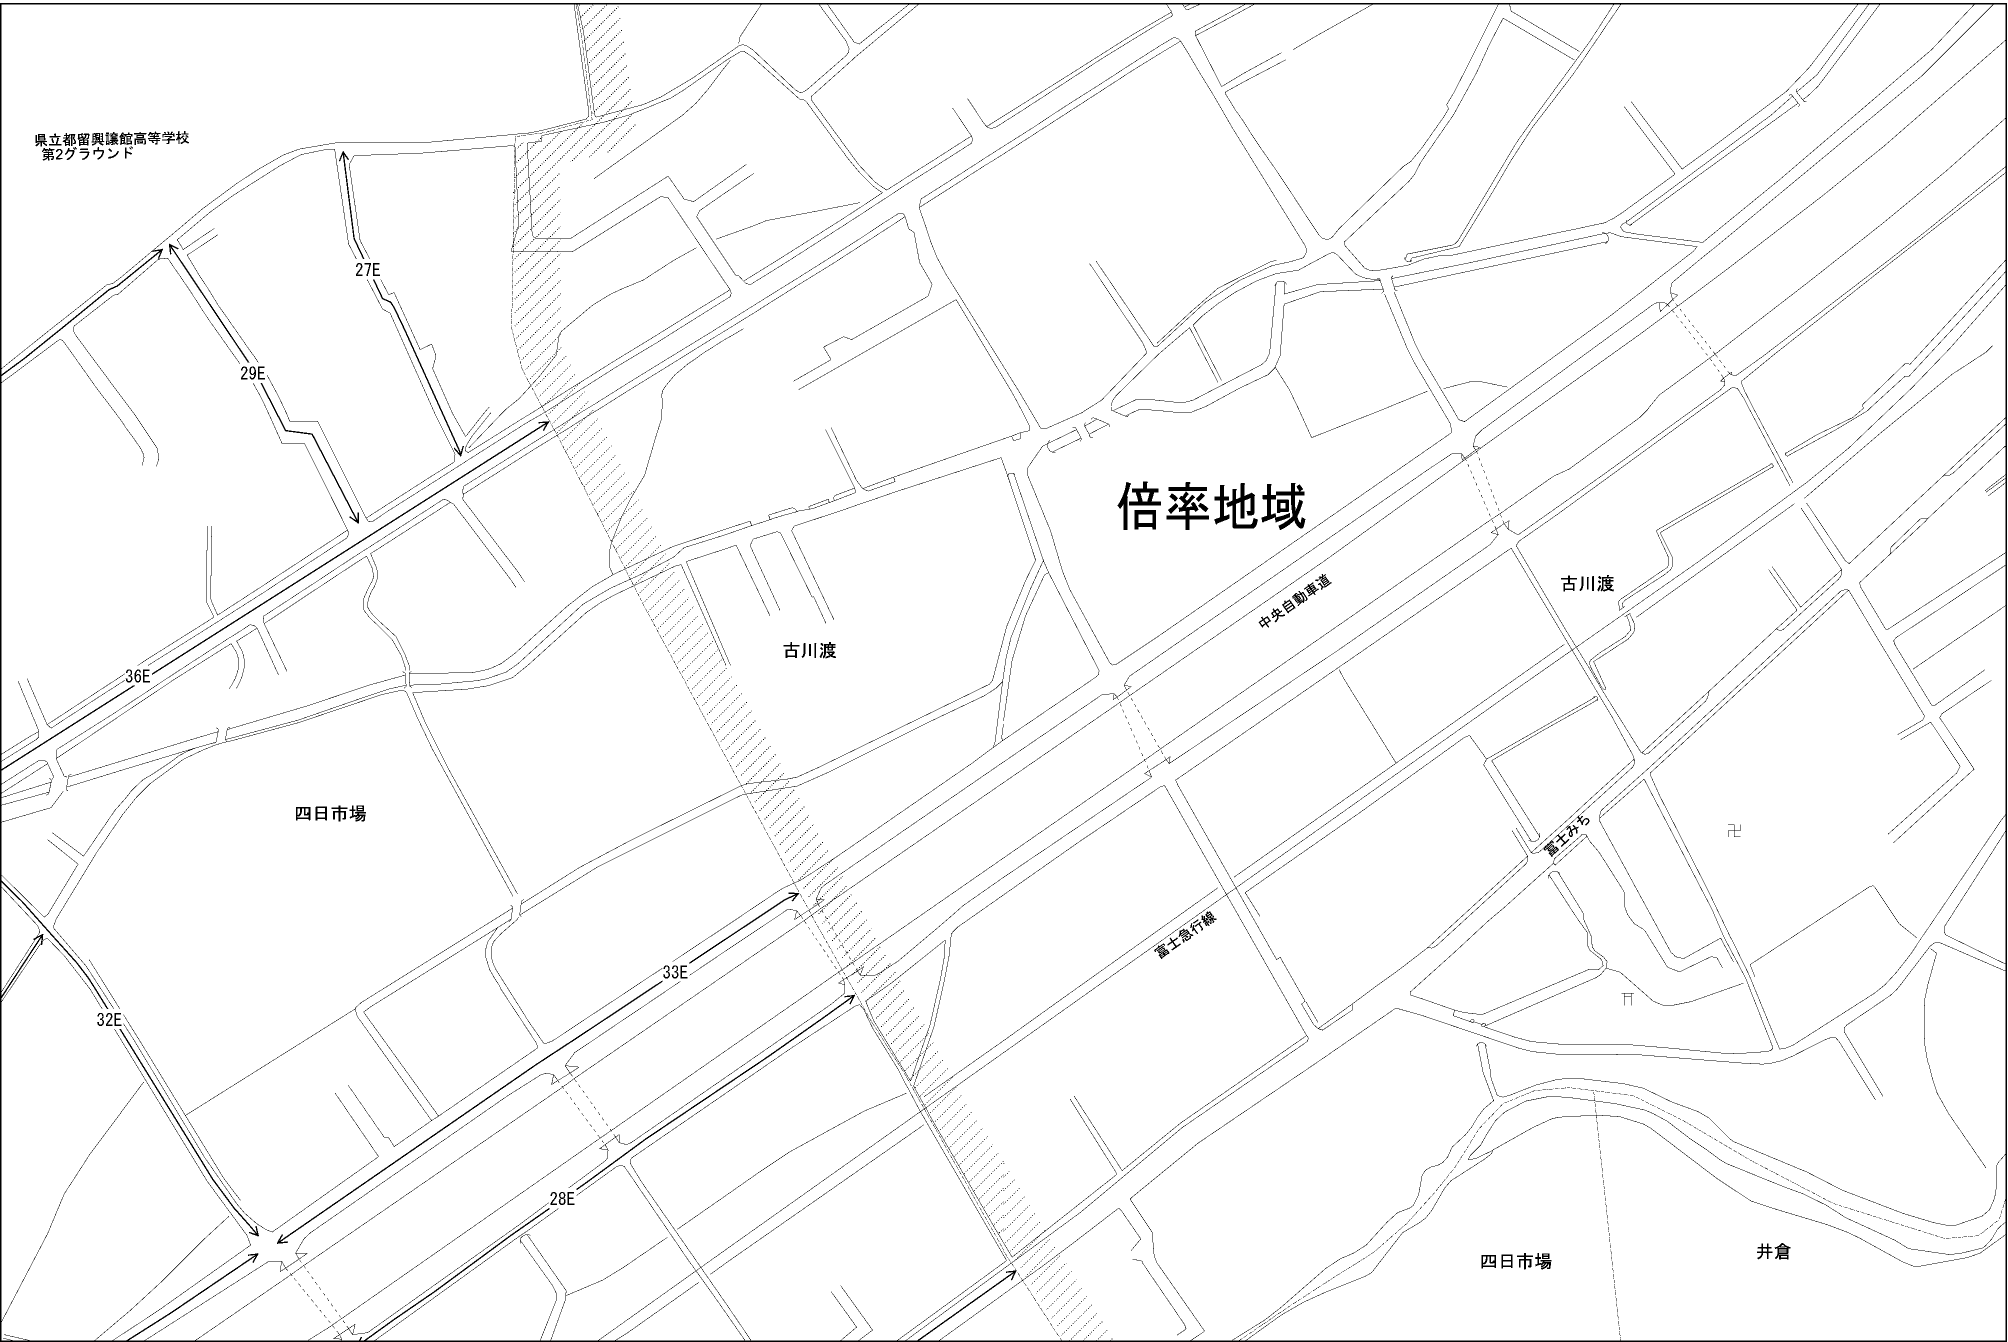 県立都留興譲館高等学校
第2グラウンド
27E
29E
倍率地域
中央自動車道
古川渡
古川渡
36E
四日市場
富士みち
卍
富士急行線
33E
32E
28E
四日市場
井倉